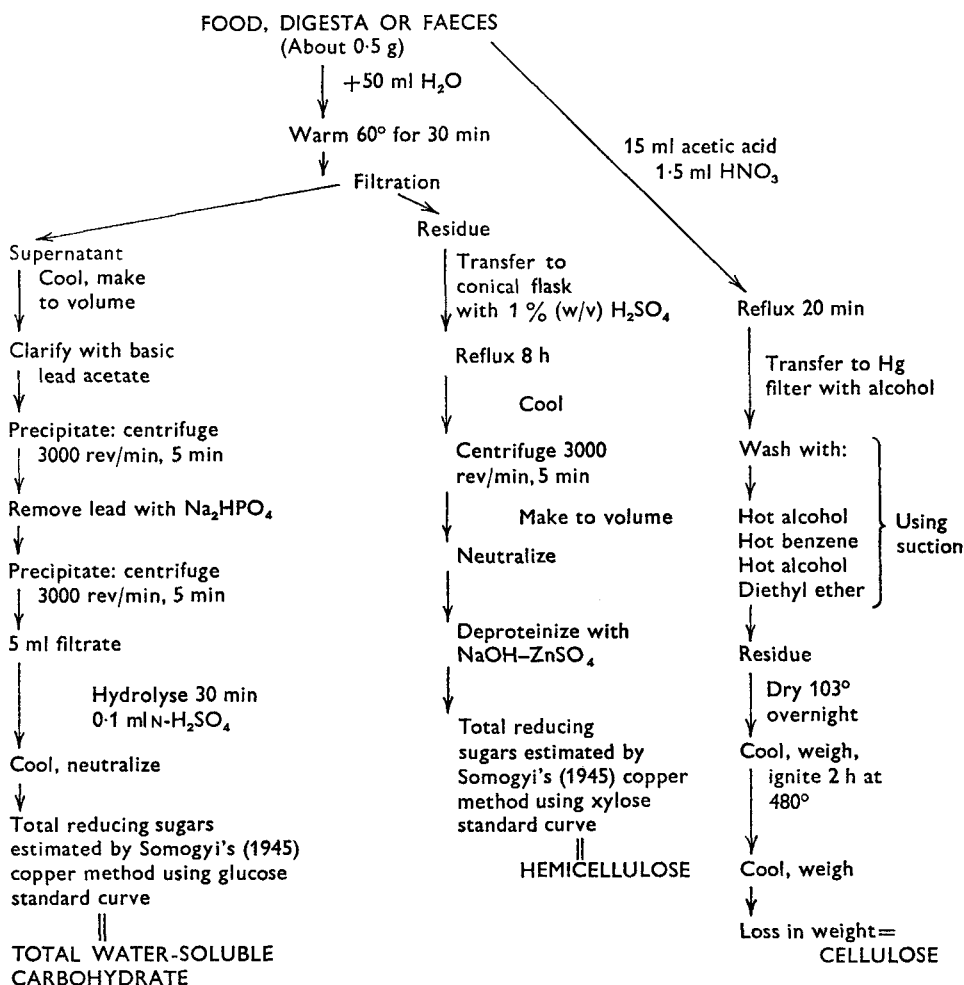 FOOD, DIGESTA OR FAECES
(About 0·5 g)
+50 ml H₂O
Warm 60° for 30 min
Filtration
Supernatant
Cool, make
to volume
Clarify with basic
lead acetate
Precipitate: centrifuge
3000 rev/min, 5 min
Remove lead with Na₂HPO₄
Precipitate: centrifuge
3000 rev/min, 5 min
5 ml filtrate
Hydrolyse 30 min
0·1 ml N-H₂SO₄
Cool, neutralize
Total reducing sugars
estimated by Somogyi's (1945)
copper method using glucose
standard curve
||
TOTAL WATER-SOLUBLE
CARBOHYDRATE
Residue
Transfer to
conical flask
with 1 % (w/v) H₂SO₄
Reflux 8 h
Cool
Centrifuge 3000
rev/min, 5 min
Make to volume
Neutralize
Deproteinize with
NaOH–ZnSO₄
Total reducing
sugars estimated by
Somogyi's (1945) copper
method using xylose
standard curve
||
HEMICELLULOSE
15 ml acetic acid
1·5 ml HNO₃
Reflux 20 min
Transfer to Hg
filter with alcohol
Wash with:
Hot alcohol
Hot benzene
Hot alcohol
Diethyl ether
Using
suction
Residue
Dry 103°
overnight
Cool, weigh,
ignite 2 h at
480°
Cool, weigh
Loss in weight=
CELLULOSE